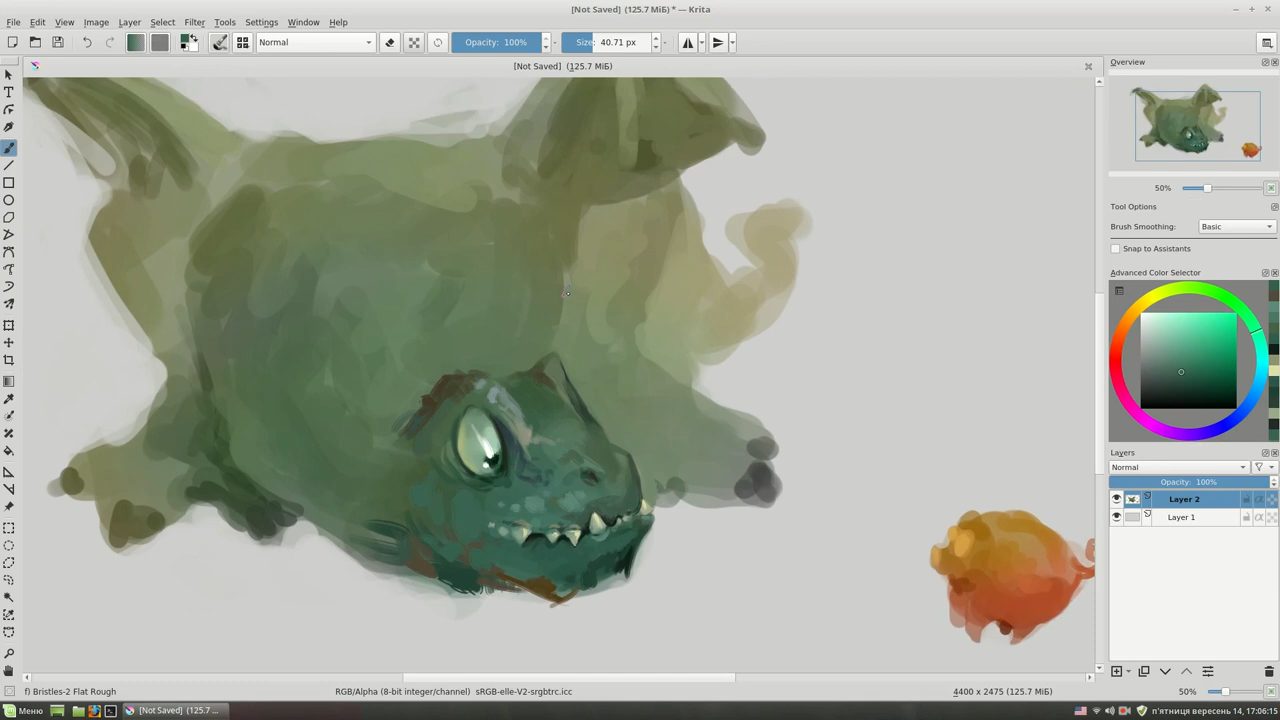 [Not Saved]  (125.7 МіБ) * — Krita
File Edit View Image Layer Select Filter Tools Settings Window Help
Normal Opacity: 100% Size: 40.71 px
[Not Saved]  (125.7 МіБ)
Overview
50%
Tool Options
Brush Smoothing: Basic
Snap to Assistants
Advanced Color Selector
Layers
Normal
Opacity: 100%
Layer 2
Layer 1
f) Bristles-2 Flat Rough RGB/Alpha (8-bit integer/channel) sRGB-elle-V2-srgbtrc.icc 4400 x 2475 (125.7 МіБ) 50%
Меню [Not Saved] (125.7 ... п'ятниця вересень 14, 17:06:15